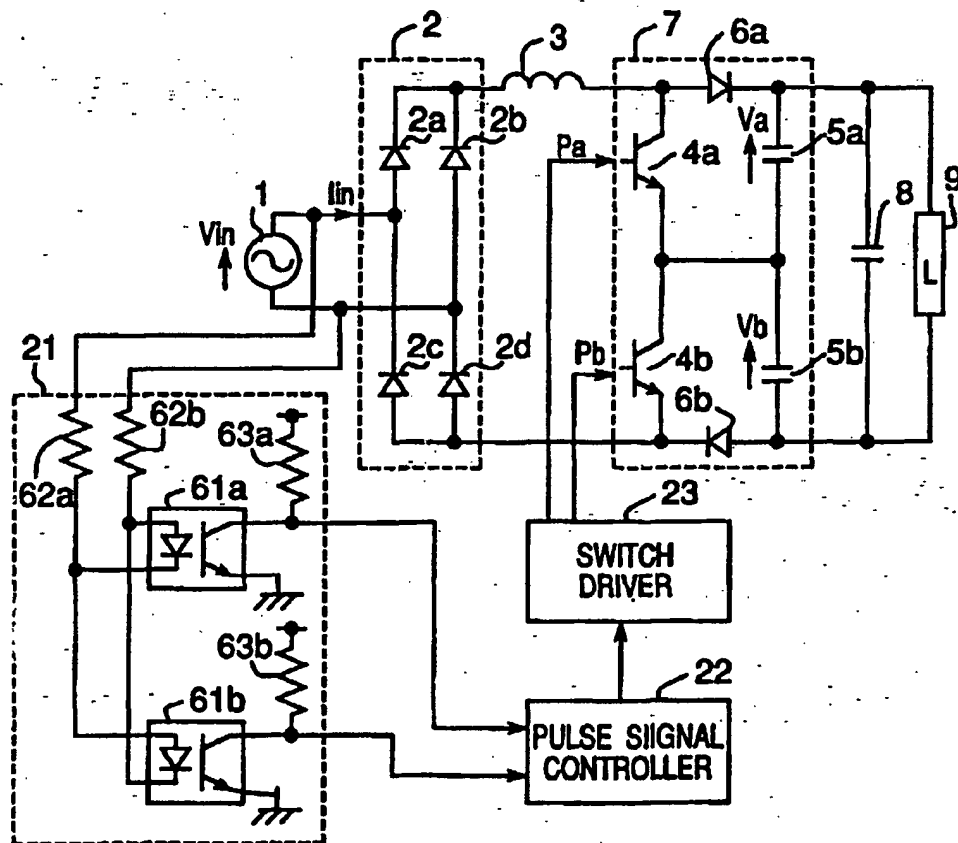 2
3
7
6a
2a
2b
Va
5a
Pa
4a
1
Iin
Vin
8
9
L
2c
2d
Pb
4b
Vb
5b
6b
21
62b
63a
62a
61a
23
SWITCH
DRIVER
63b
61b
22
PULSE SIIGNAL
CONTROLLER